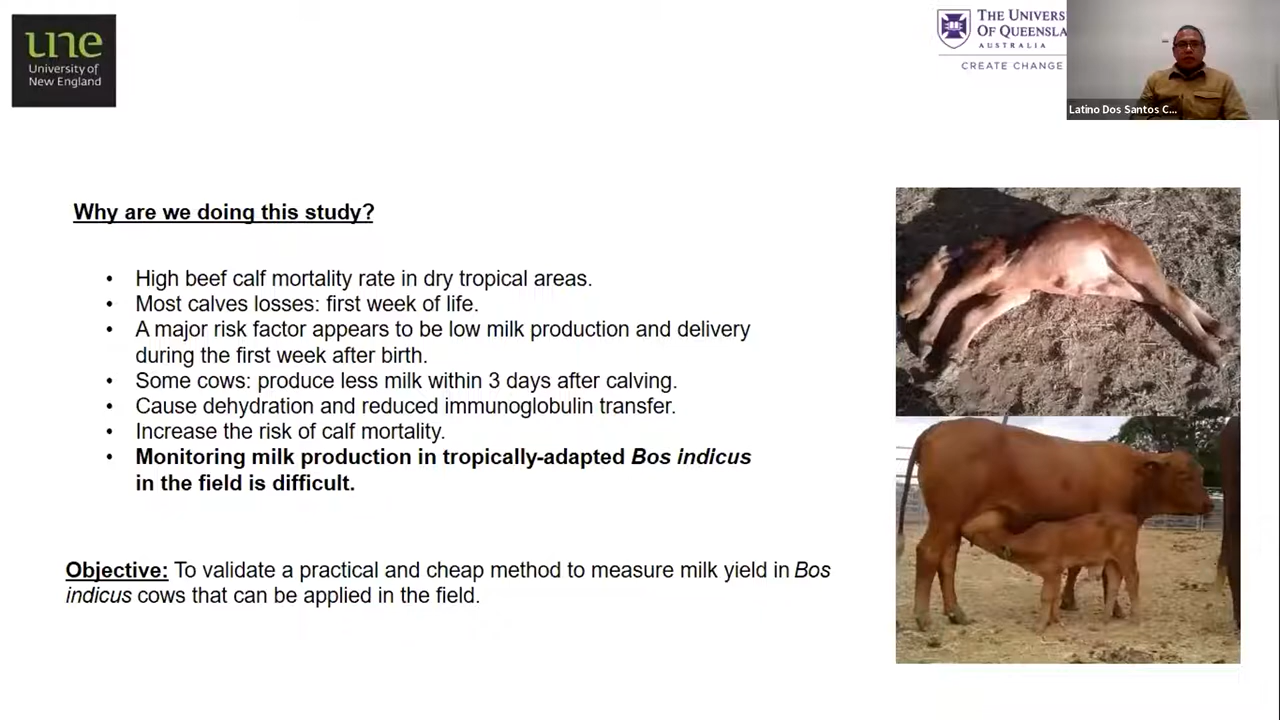 une
University of
New England
THE UNIVERS
OF QUEENSLA
AUSTRALIA
CREATE CHANGE
Latino Dos Santos C...
Why are we doing this study?
• High beef calf mortality rate in dry tropical areas.
• Most calves losses: first week of life.
• A major risk factor appears to be low milk production and delivery
during the first week after birth.
• Some cows: produce less milk within 3 days after calving.
• Cause dehydration and reduced immunoglobulin transfer.
• Increase the risk of calf mortality.
• Monitoring milk production in tropically-adapted Bos indicus
in the field is difficult.
Objective: To validate a practical and cheap method to measure milk yield in Bos
indicus cows that can be applied in the field.